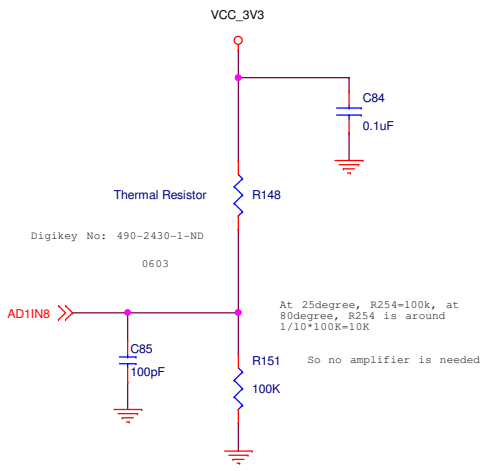 VCC_3V3
C84
0.1uF
Thermal Resistor
R148
Digikey No: 490-2430-1-ND
0603
At 25degree, R254=100k, at
80degree, R254 is around
1/10*100K=10K
AD1IN8
So no amplifier is needed
C85
100pF
R151
100K